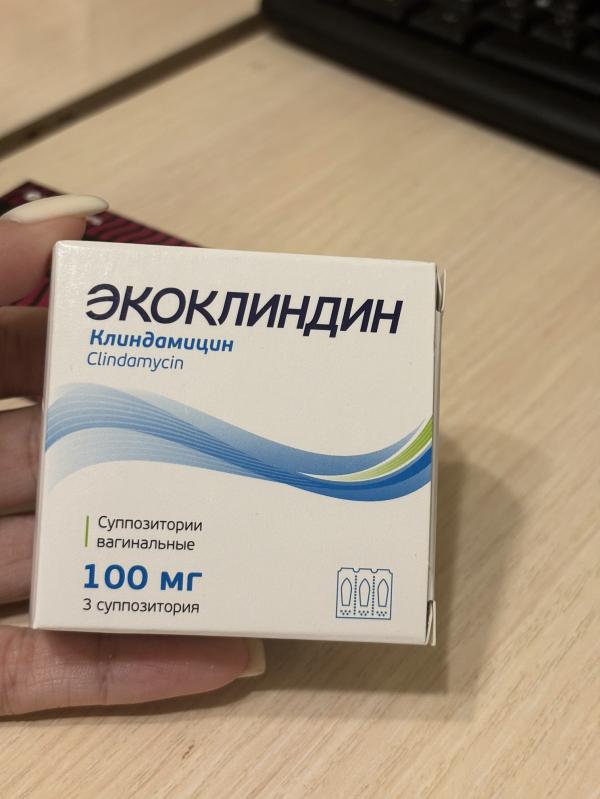 ЭКОКЛИНДИН
Клиндамицин
Clindamycin
Суппозитории
вагинальные
100 мг
3 суппозитория